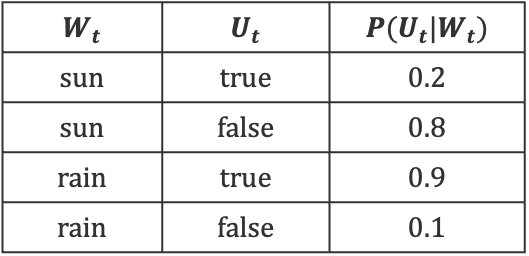 W_t U_t P(U_t|W_t)
sun true 0.2
sun false 0.8
rain true 0.9
rain false 0.1